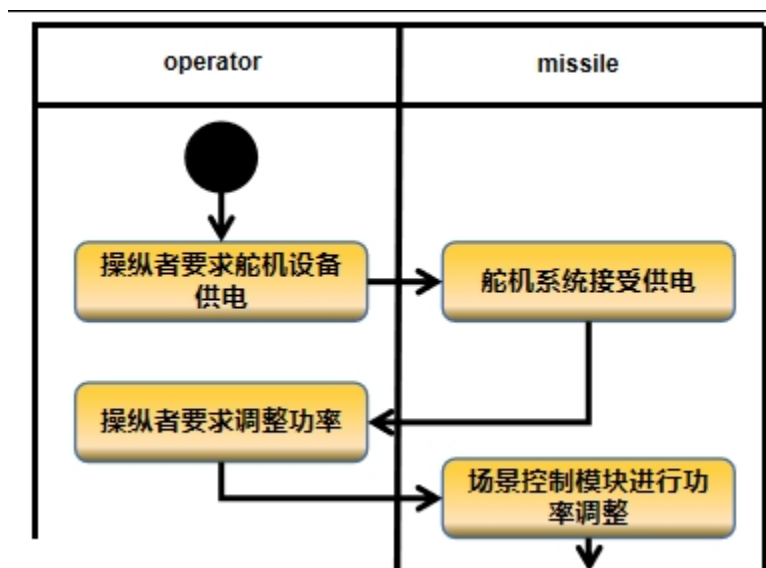 operator
missile
操纵者要求舵机设备
供电
舵机系统接受供电
操纵者要求调整功率
场景控制模块进行功
率调整